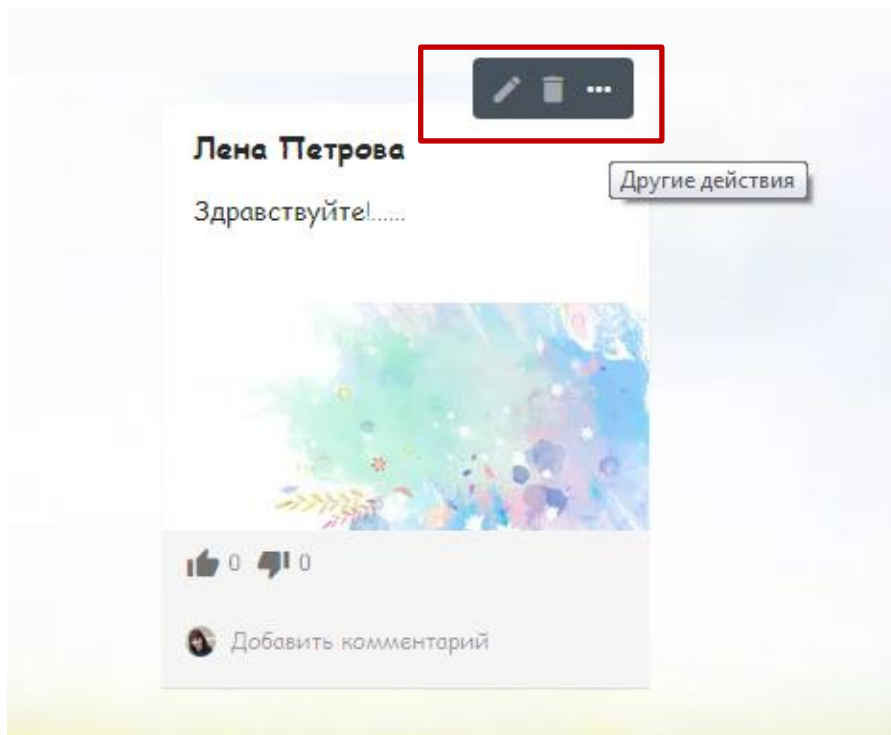 Лена Петрова
Другие действия
Здравствуйте!......
0 0
Добавить комментарий